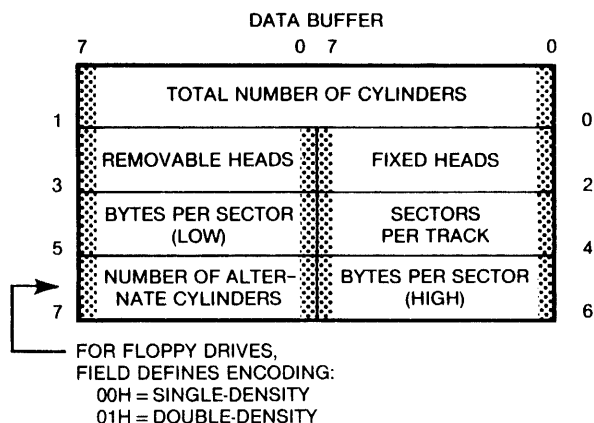 DATA BUFFER
7 0 7 0
TOTAL NUMBER OF CYLINDERS
1 0
REMOVABLE HEADS FIXED HEADS
3 2
BYTES PER SECTOR (LOW) SECTORS PER TRACK
5 4
NUMBER OF ALTER-
NATE CYLINDERS BYTES PER SECTOR
(HIGH)
7 6
FOR FLOPPY DRIVES,
FIELD DEFINES ENCODING:
00H = SINGLE-DENSITY
01H = DOUBLE-DENSITY